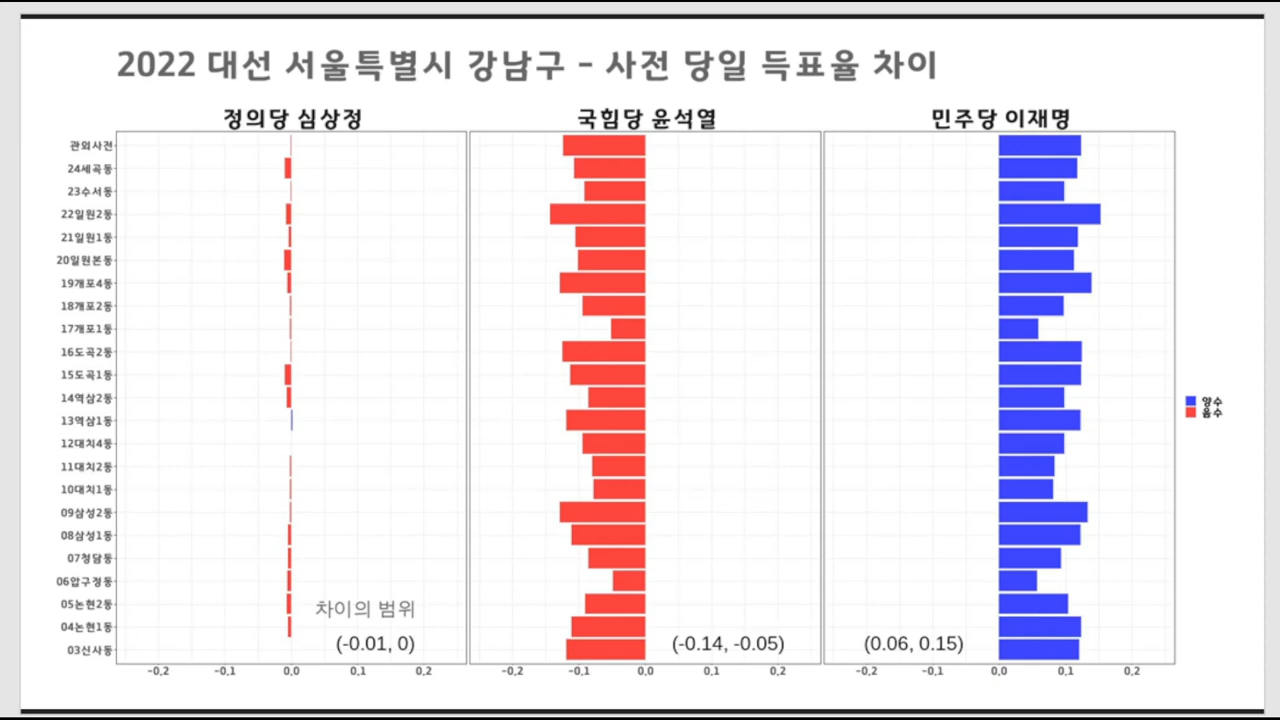 2022 대선 서울특별시 강남구 - 사전 당일 득표율 차이
정의당 심상정
국힘당 윤석열
민주당 이재명
관외사전
24세곡동
23수서동
22일원2동
21일원1동
20일원본동
19개포4동
18개포2동
17개포1동
16도곡2동
15도곡1동
14역삼2동
13역삼1동
12대치4동
11대치2동
10대치1동
09삼성2동
08삼성1동
07청담동
06압구정동
05논현2동
04논현1동
03신사동
차이의 범위
(-0.01, 0)
(-0.14, -0.05)
(0.06, 0.15)
-0.2 -0.1 0.0 0.1 0.2
-0.2 -0.1 0.0 0.1 0.2
-0.2 -0.1 0.0 0.1 0.2
양수
음수